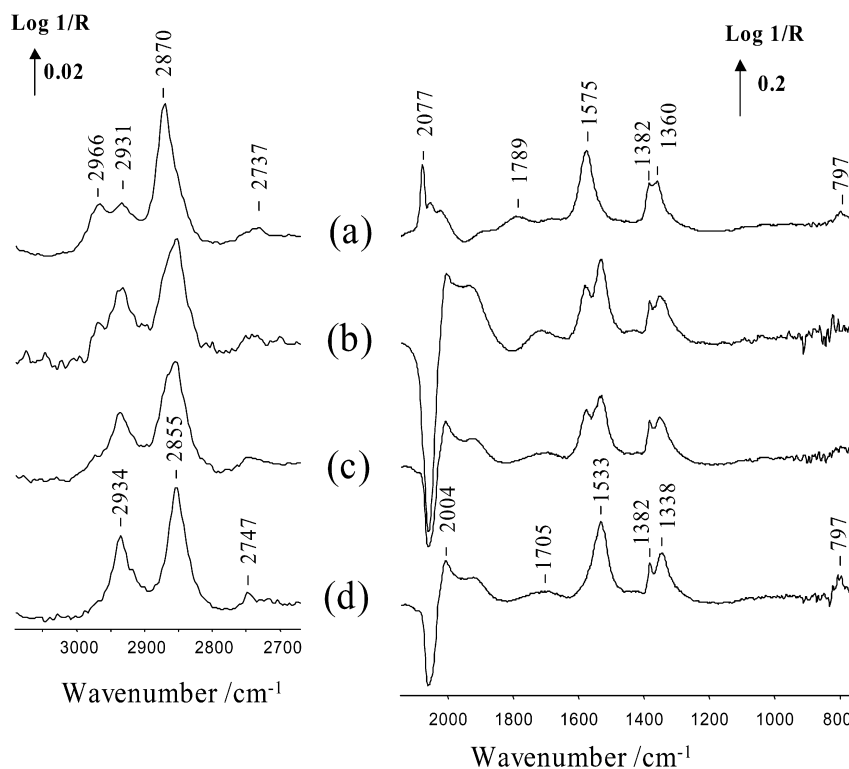 Log 1/R
0.02
2966
2931
2870
2737
Log 1/R
0.2
2077
1789
1575
1382
1360
797
(a)
(b)
(c)
2934
2855
2747
2004
1705
1533
1382
1338
797
(d)
3000 2900 2800 2700
Wavenumber /cm-1
2000 1800 1600 1400 1200 1000 800
Wavenumber /cm-1